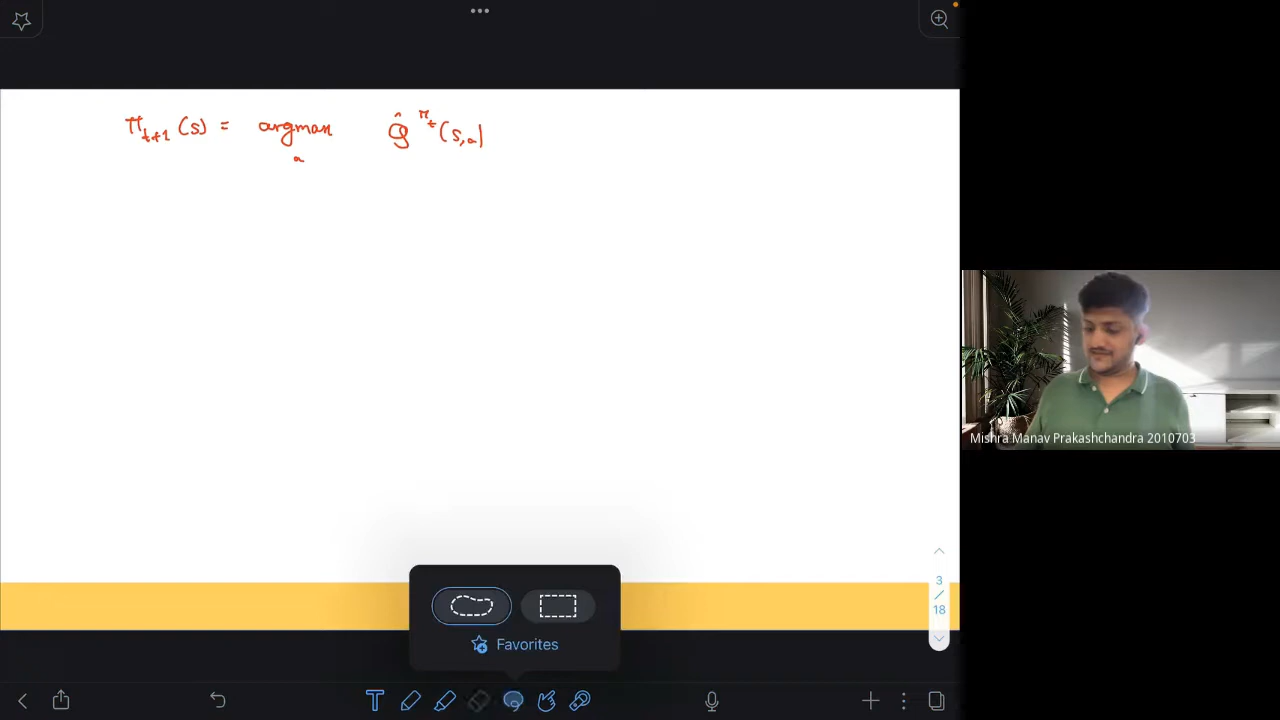 π_{t+1}(s) = argmax_a Q̂^{π_t}(s,a)
Mishra Manav Prakashchandra 2010703
3
/
18
Favorites
T